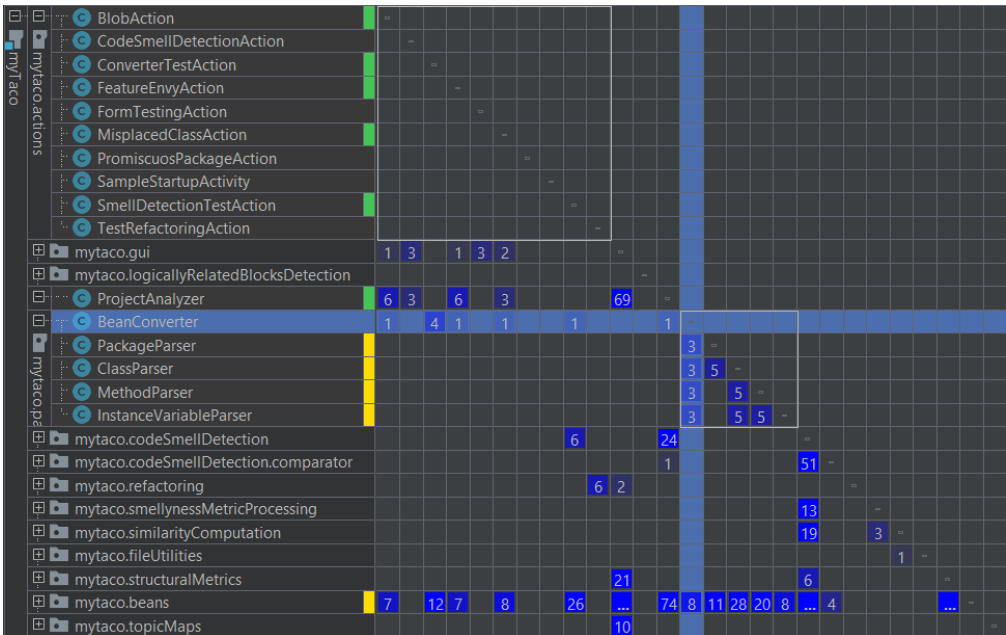 myTaco
mytaco.actions
C BlobAction
C CodeSmellDetectionAction
C ConverterTestAction
C FeatureEnvyAction
C FormTestingAction
C MisplacedClassAction
C PromiscuosPackageAction
C SampleStartupActivity
C SmellDetectionTestAction
C TestRefactoringAction
mytaco.gui 1 3 1 3 2
mytaco.logicallyRelatedBlocksDetection
C ProjectAnalyzer 6 3 6 3 69
mytaco.pa
C BeanConverter 1 4 1 1 1 1
C PackageParser 3
C ClassParser 3 5
C MethodParser 3 5
C InstanceVariableParser 3 5 5
mytaco.codeSmellDetection 6 24
mytaco.codeSmellDetection.comparator 1 51
mytaco.refactoring 6 2
mytaco.smellynessMetricProcessing 13
mytaco.similarityComputation 19 3
mytaco.fileUtilities 1
mytaco.structuralMetrics 21 6
mytaco.beans 7 12 7 8 26 ... 74 8 11 28 20 8 ... 4 ...
mytaco.topicMaps 10